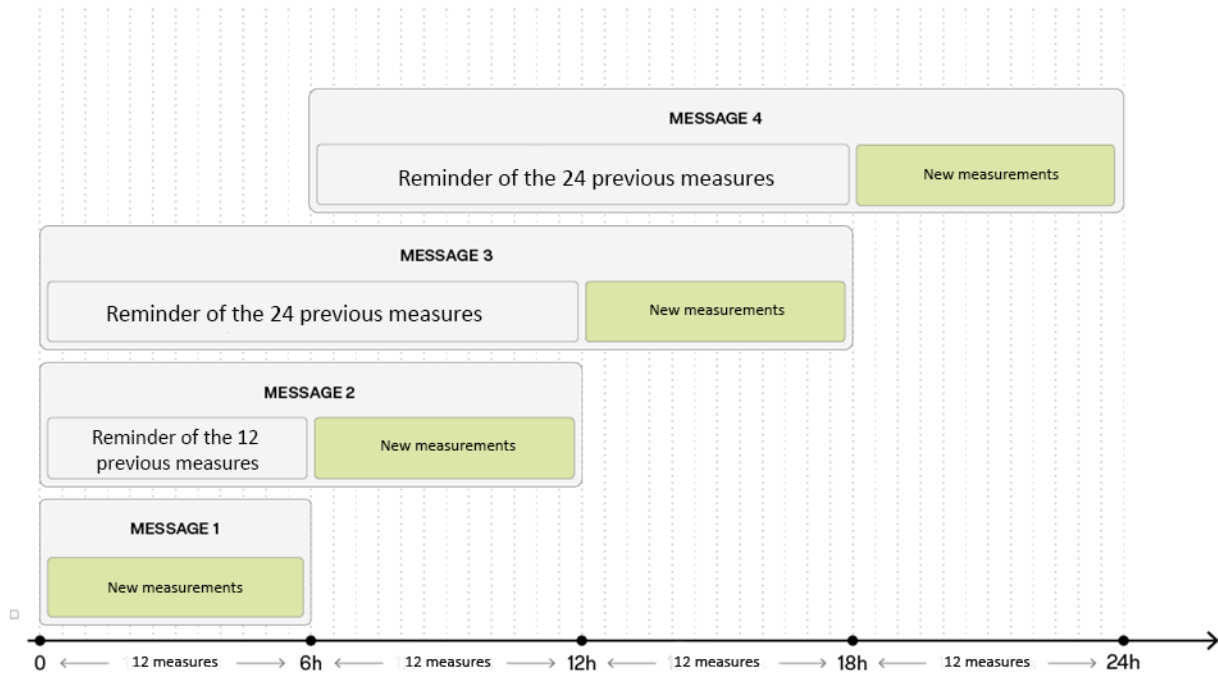 MESSAGE 4
Reminder of the 24 previous measures
New measurements
MESSAGE 3
Reminder of the 24 previous measures
New measurements
MESSAGE 2
Reminder of the 12
previous measures
New measurements
MESSAGE 1
New measurements
0 12 measures 6h 12 measures 12h 12 measures 18h 12 measures 24h